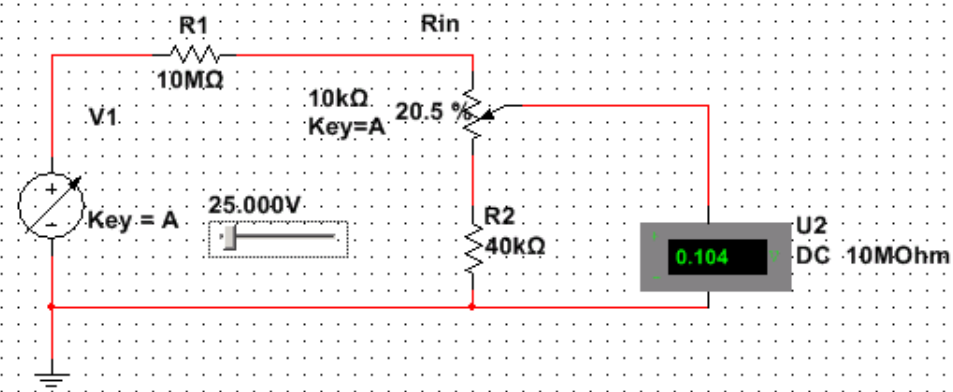 R1
Rin
10MΩ
10kΩ
20.5 %
Key=A
V1
25.000V
Key = A
R2
40kΩ
U2
0.104
DC 10MOhm